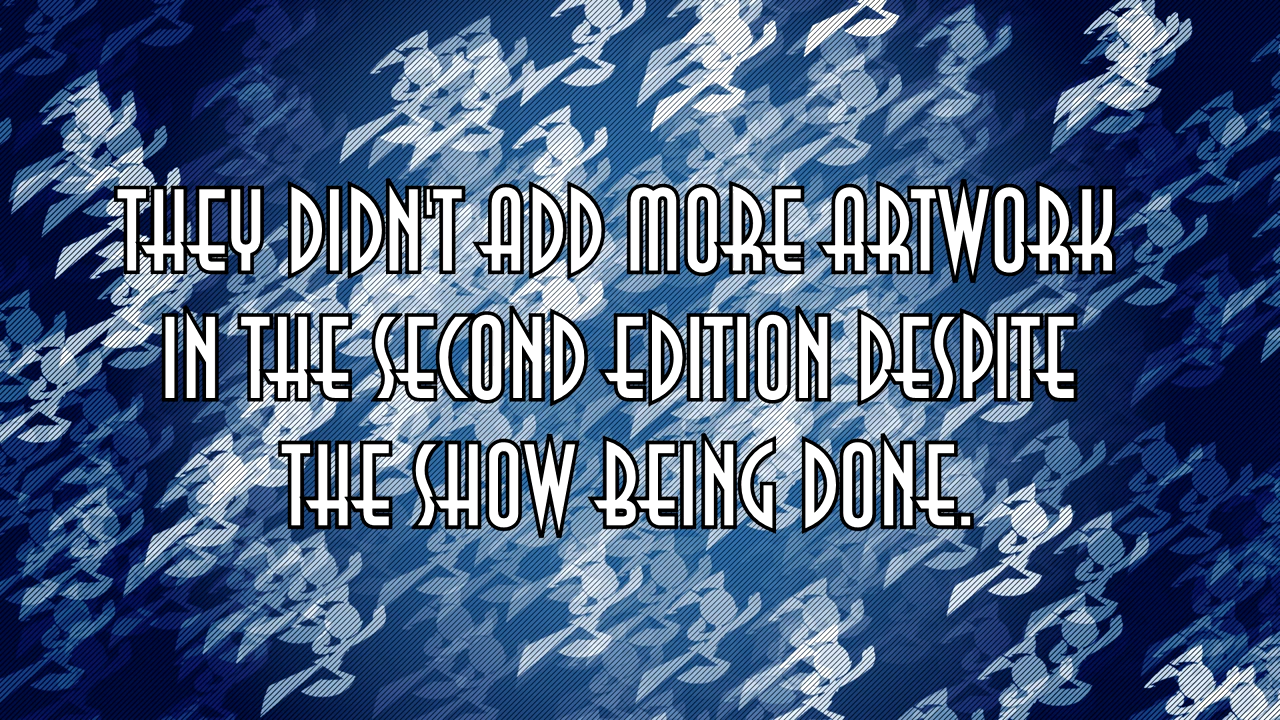 THEY DIDN'T ADD MORE ARTWORK
IN THE SECOND EDITION DESPITE
THE SHOW BEING DONE.